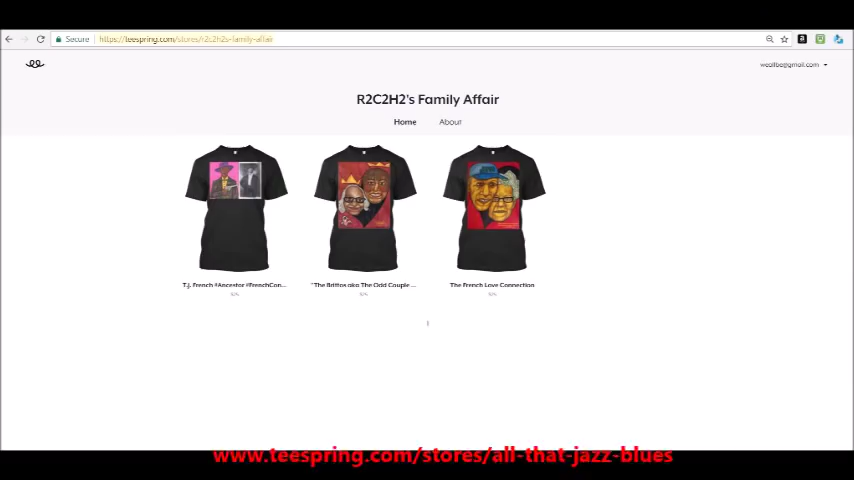 Secure https://teespring.com/stores/r2c2h2s-family-affair
weallba@gmail.com
R2C2H2's Family Affair
Home About
T.J. French #Ancestor #FrenchCon...
"The Brittos aka The Odd Couple ...
The French Love Connection
www.teespring.com/stores/all-that-jazz-blues